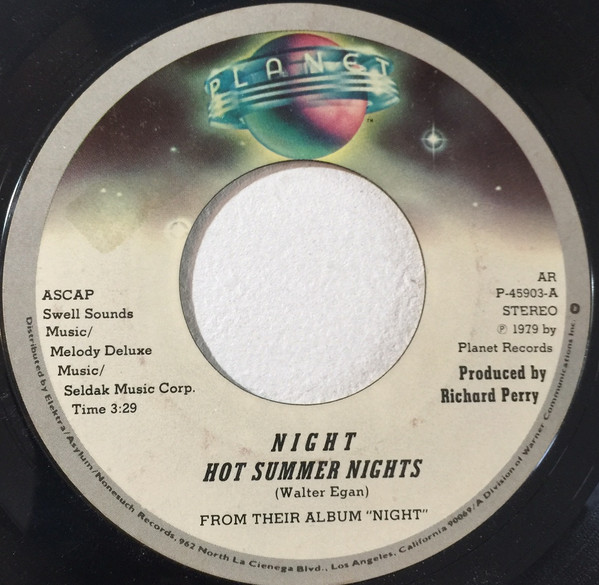 PLANET
ASCAP
Swell Sounds
Music/
Melody Deluxe
Music/
Seldak Music Corp.
Time 3:29
AR
P-45903-A
STEREO
Ⓟ 1979 by
Planet Records
Produced by
Richard Perry
NIGHT
HOT SUMMER NIGHTS
(Walter Egan)
FROM THEIR ALBUM "NIGHT"
Distributed by Elektra/Asylum/Nonesuch Records, 962 North La Cienega Blvd., Los Angeles, California 90069/A Division of Warner Communications Inc.